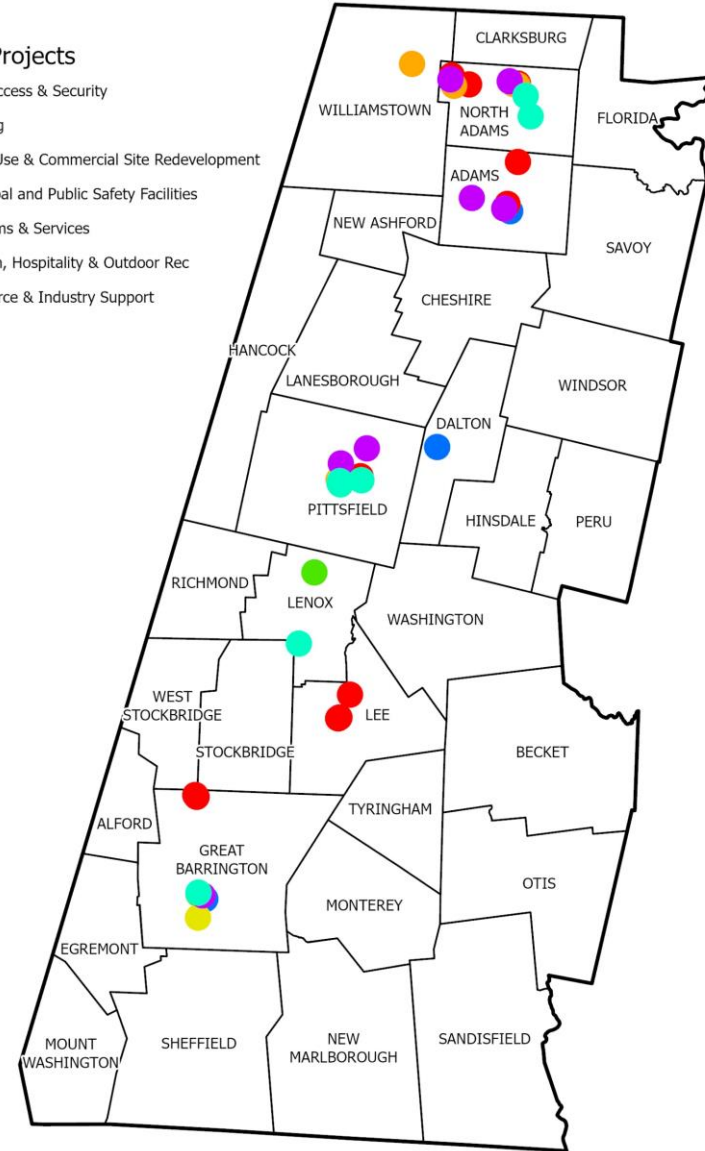 Projects
ccess & Security
g
Use & Commercial Site Redevelopment
al and Public Safety Facilities
ms & Services
, Hospitality & Outdoor Rec
rce & Industry Support
CLARKSBURG
WILLIAMSTOWN
NORTH
ADAMS
FLORIDA
ADAMS
NEW ASHFORD
SAVOY
CHESHIRE
HANCOCK
LANESBOROUGH
WINDSOR
DALTON
PITTSFIELD
HINSDALE
PERU
RICHMOND
LENOX
WASHINGTON
WEST
STOCKBRIDGE
LEE
STOCKBRIDGE
BECKET
TYRINGHAM
ALFORD
GREAT
BARRINGTON
OTIS
MONTEREY
EGREMONT
MOUNT
WASHINGTON
SHEFFIELD
NEW
MARLBOROUGH
SANDISFIELD